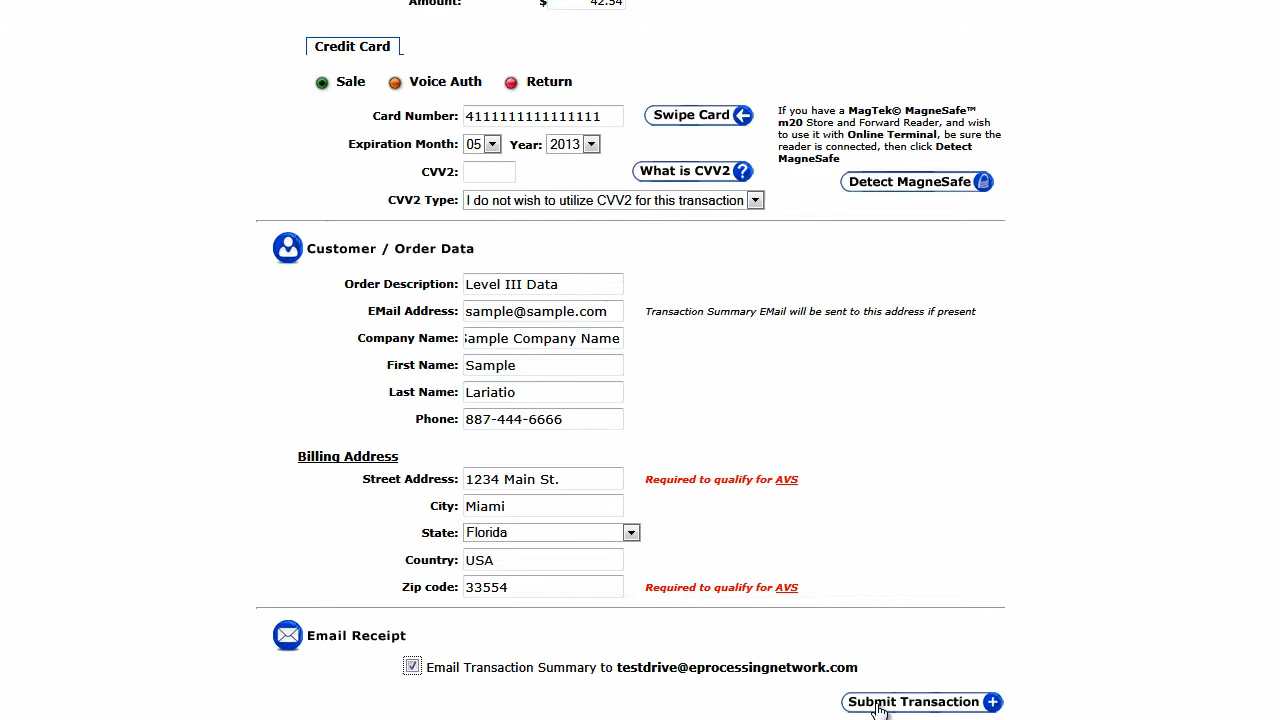 Amount: $ 42.54
Credit Card
Sale Voice Auth Return
Card Number: 4111111111111111 Swipe Card
Expiration Month: 05 Year: 2013
CVV2: What is CVV2 ?
CVV2 Type: I do not wish to utilize CVV2 for this transaction
If you have a MagTek© MagneSafe™
m20 Store and Forward Reader, and wish
to use it with Online Terminal, be sure the
reader is connected, then click Detect
MagneSafe
Detect MagneSafe
Customer / Order Data
Order Description: Level III Data
EMail Address: sample@sample.com Transaction Summary EMail will be sent to this address if present
Company Name: Sample Company Name
First Name: Sample
Last Name: Lariatio
Phone: 887-444-6666
Billing Address
Street Address: 1234 Main St. Required to qualify for AVS
City: Miami
State: Florida
Country: USA
Zip code: 33554 Required to qualify for AVS
Email Receipt
Email Transaction Summary to testdrive@eprocessingnetwork.com
Submit Transaction